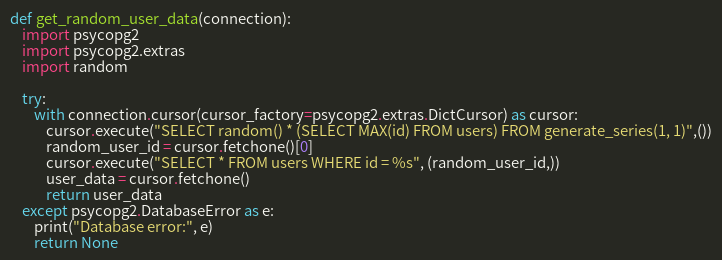 def get_random_user_data(connection):
    import psycopg2
    import psycopg2.extras
    import random

    try:
        with connection.cursor(cursor_factory=psycopg2.extras.DictCursor) as cursor:
            cursor.execute("SELECT random() * (SELECT MAX(id) FROM users) FROM generate_series(1, 1)",())
            random_user_id = cursor.fetchone()[0]
            cursor.execute("SELECT * FROM users WHERE id = %s", (random_user_id,))
            user_data = cursor.fetchone()
            return user_data
    except psycopg2.DatabaseError as e:
        print("Database error:", e)
        return None